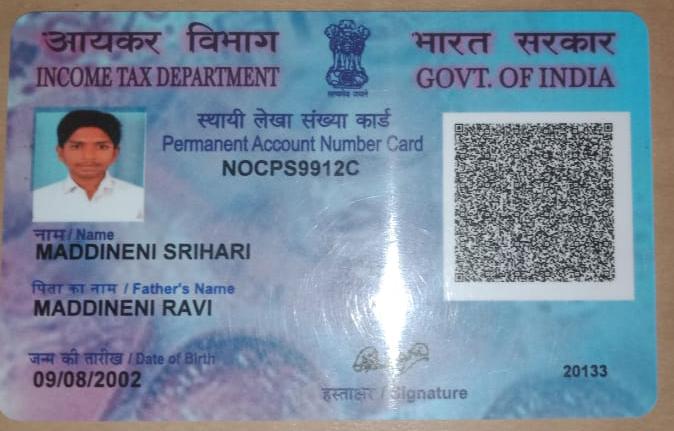 आयकर विभाग
INCOME TAX DEPARTMENT
सत्यमेव जयते
भारत सरकार
GOVT. OF INDIA
स्थायी लेखा संख्या कार्ड
Permanent Account Number Card
NOCPS9912C
नाम / Name
MADDINENI SRIHARI
पिता का नाम / Father's Name
MADDINENI RAVI
जन्म की तारीख / Date of Birth
09/08/2002
हस्ताक्षर / Signature
20133